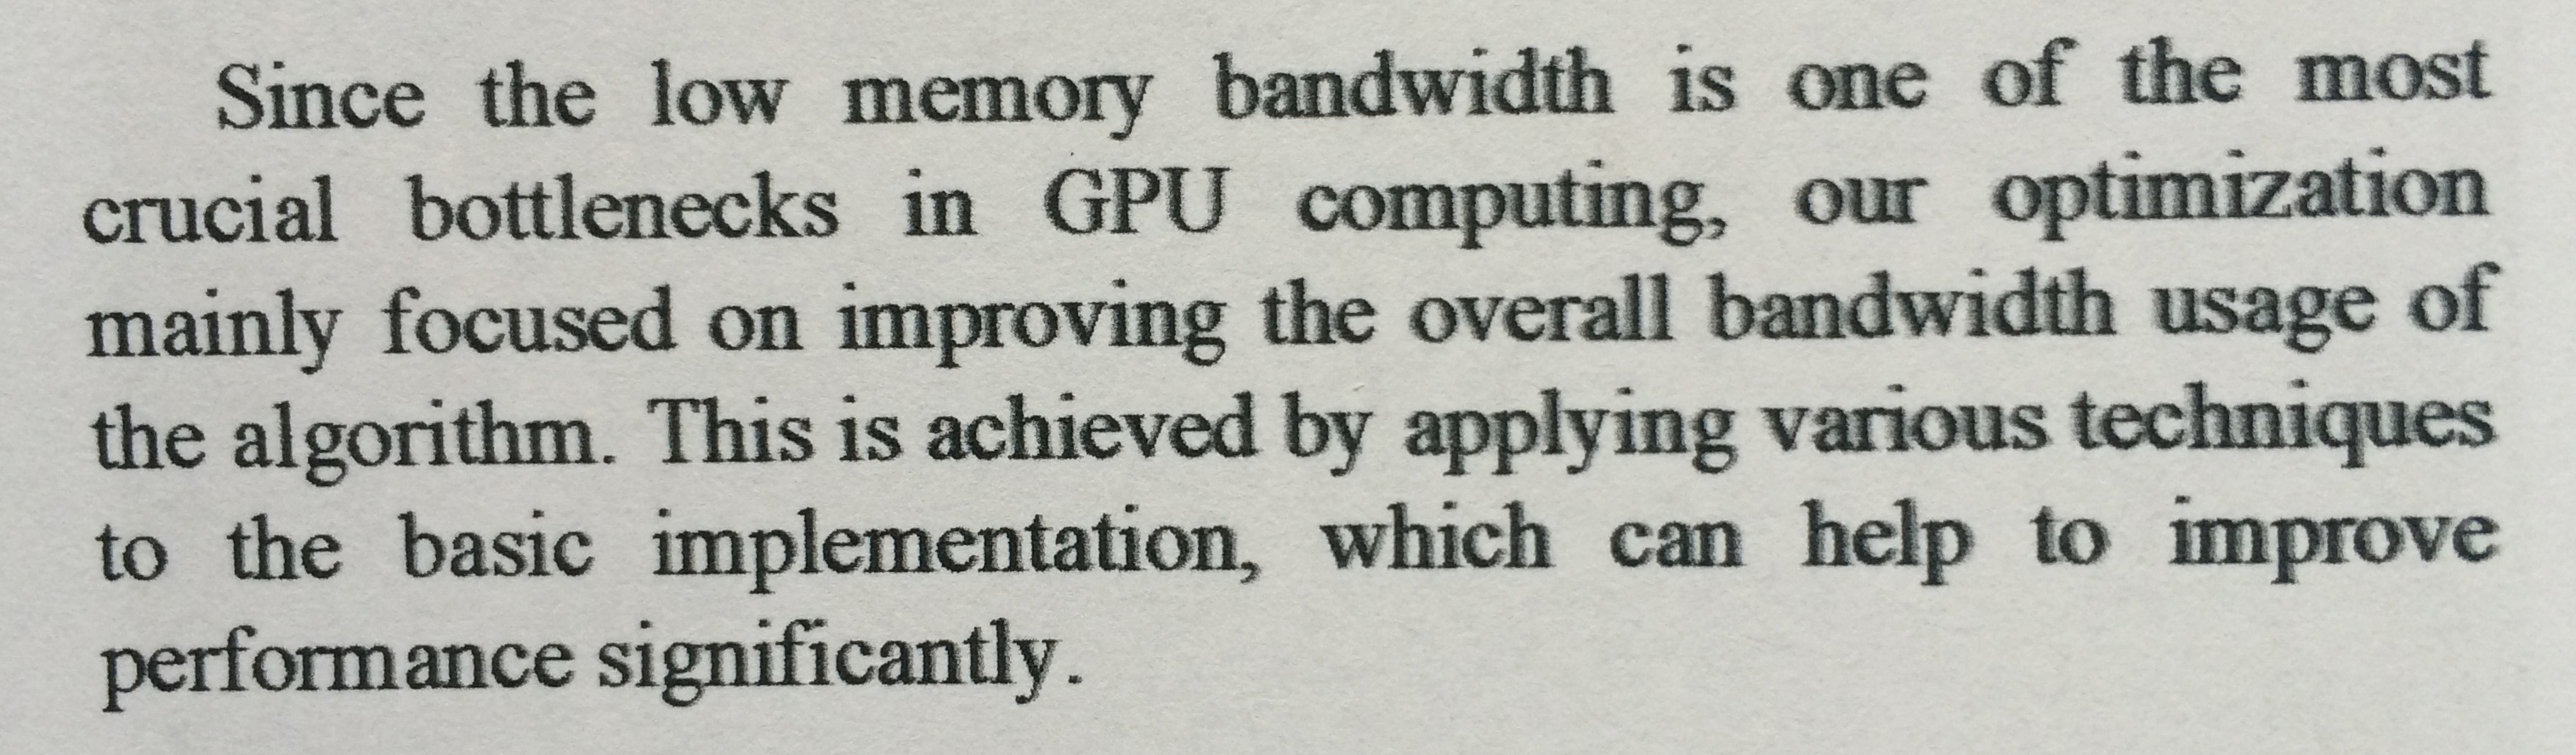 Since the low memory bandwidth is one of the most
crucial bottlenecks in GPU computing, our optimization
mainly focused on improving the overall bandwidth usage of
the algorithm. This is achieved by applying various techniques
to the basic implementation, which can help to improve
performance significantly.